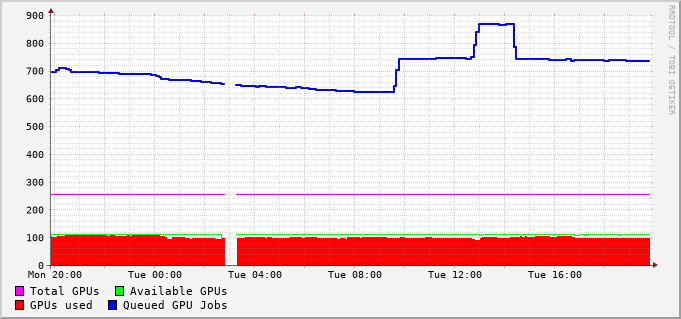 900
800
700
600
500
400
300
200
100
0
Mon 20:00 Tue 00:00 Tue 04:00 Tue 08:00 Tue 12:00 Tue 16:00
Total GPUs Available GPUs
GPUs used Queued GPU Jobs
RRDTOOL / TOBI OETIKER